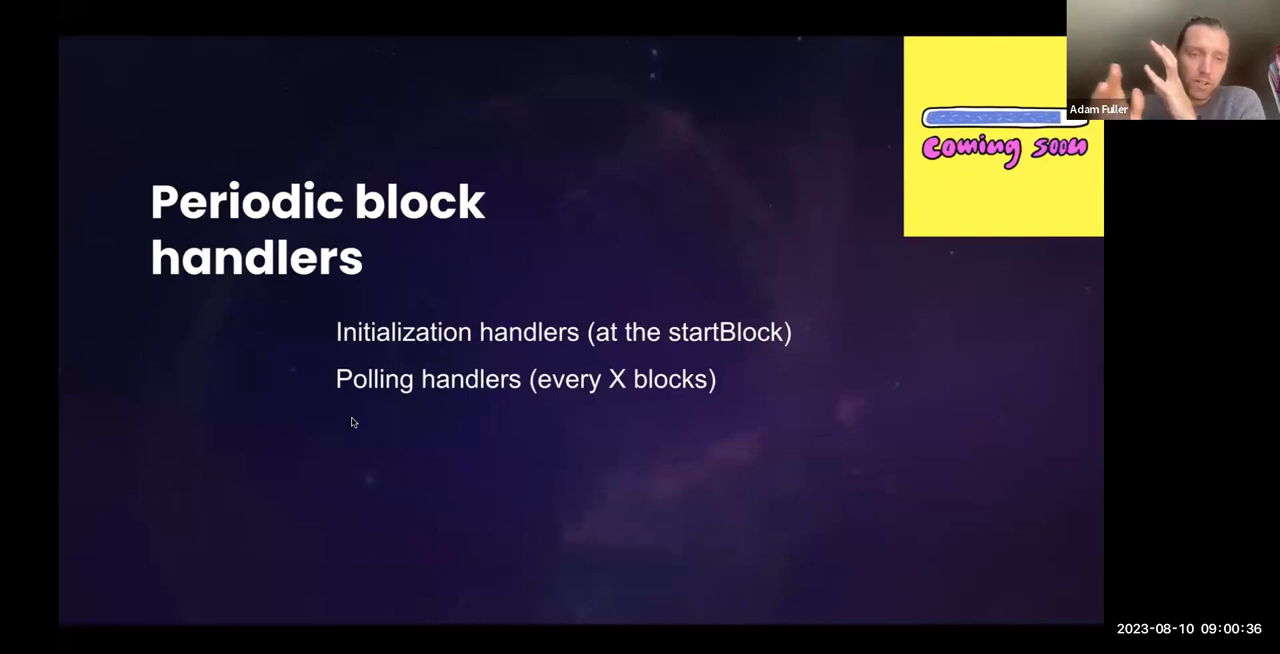 Adam Fuller
Coming soon
Periodic block
handlers
Initialization handlers (at the startBlock)
Polling handlers (every X blocks)
2023-08-10 09:00:36